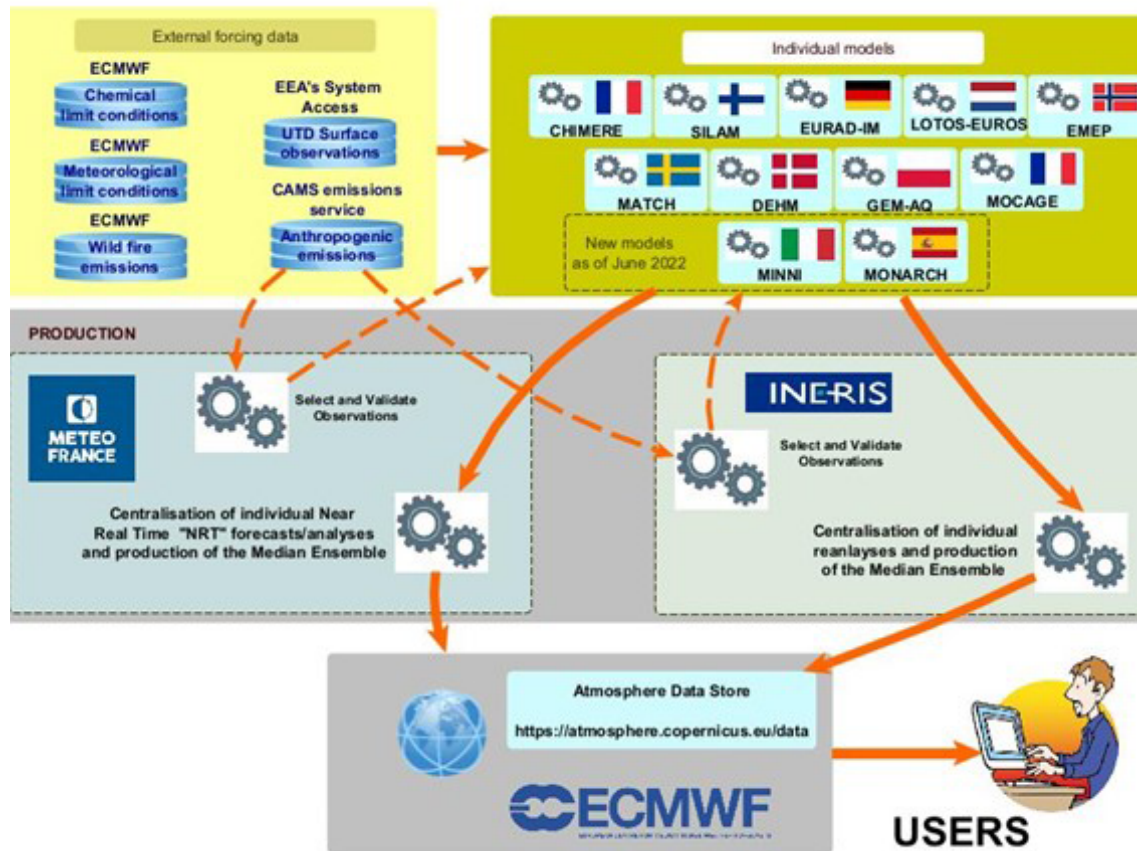 External forcing data
ECMWF
Chemical
limit conditions
ECMWF
Meteorological
limit conditions
ECMWF
Wild fire
emissions
EEA's System
Access
UTD Surface
observations
CAMS emissions
service
Anthropogenic
emissions
Individual models
CHIMERE
SILAM
EURAD-IM
LOTOS-EUROS
EMEP
MATCH
DEHM
GEM-AQ
MOCAGE
New models
as of June 2022
MINNI
MONARCH
PRODUCTION
METEO
FRANCE
Select and Validate
Observations
Centralisation of individual Near
Real Time "NRT" forecasts/analyses
and production of the Median Ensemble
INERIS
Select and Validate
Observations
Centralisation of individual
reanlayses and production
of the Median Ensemble
Atmosphere Data Store
https://atmosphere.copernicus.eu/data
ECMWF
USERS